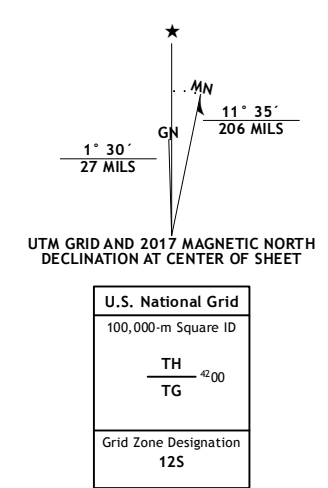 ★
MN
11° 35´
206 MILS
GN
1° 30´
27 MILS
UTM GRID AND 2017 MAGNETIC NORTH
DECLINATION AT CENTER OF SHEET
U.S. National Grid
100,000-m Square ID
TH
4200
TG
Grid Zone Designation
12S